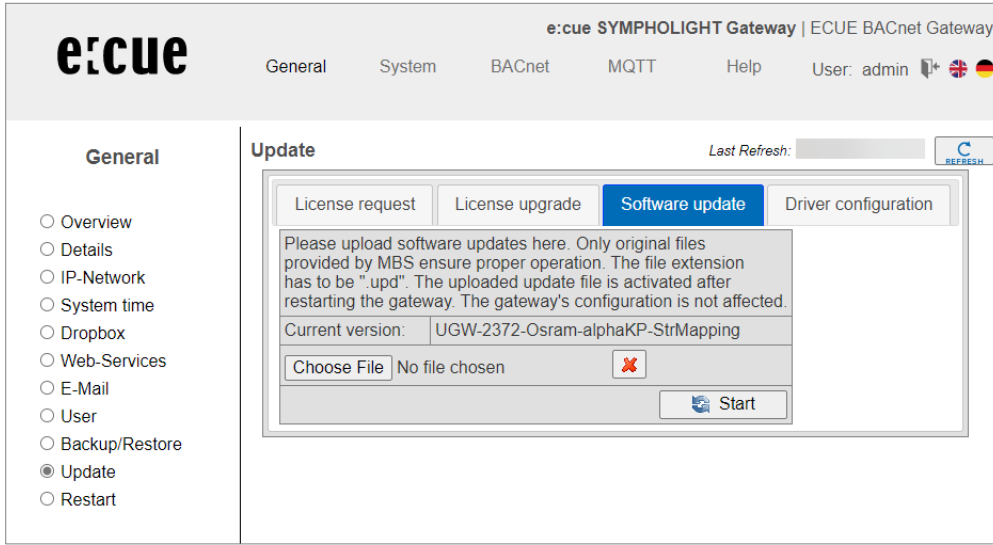 e:cue SYMPHOLIGHT Gateway | ECUE BACnet Gateway
e:cue
General System BACnet MQTT Help User: admin
General
Overview
Details
IP-Network
System time
Dropbox
Web-Services
E-Mail
User
Backup/Restore
Update
Restart
Update
Last Refresh:
REFRESH
License request License upgrade Software update Driver configuration
Please upload software updates here. Only original files
provided by MBS ensure proper operation. The file extension
has to be ".upd". The uploaded update file is activated after
restarting the gateway. The gateway's configuration is not affected.
Current version: UGW-2372-Osram-alphaKP-StrMapping
Choose File No file chosen
Start